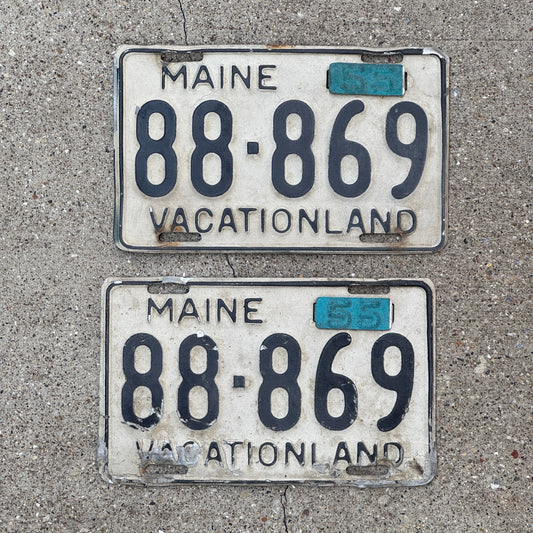 MAINE 55
88·869
VACATIONLAND
MAINE 55
88·869
VACATIONLAND